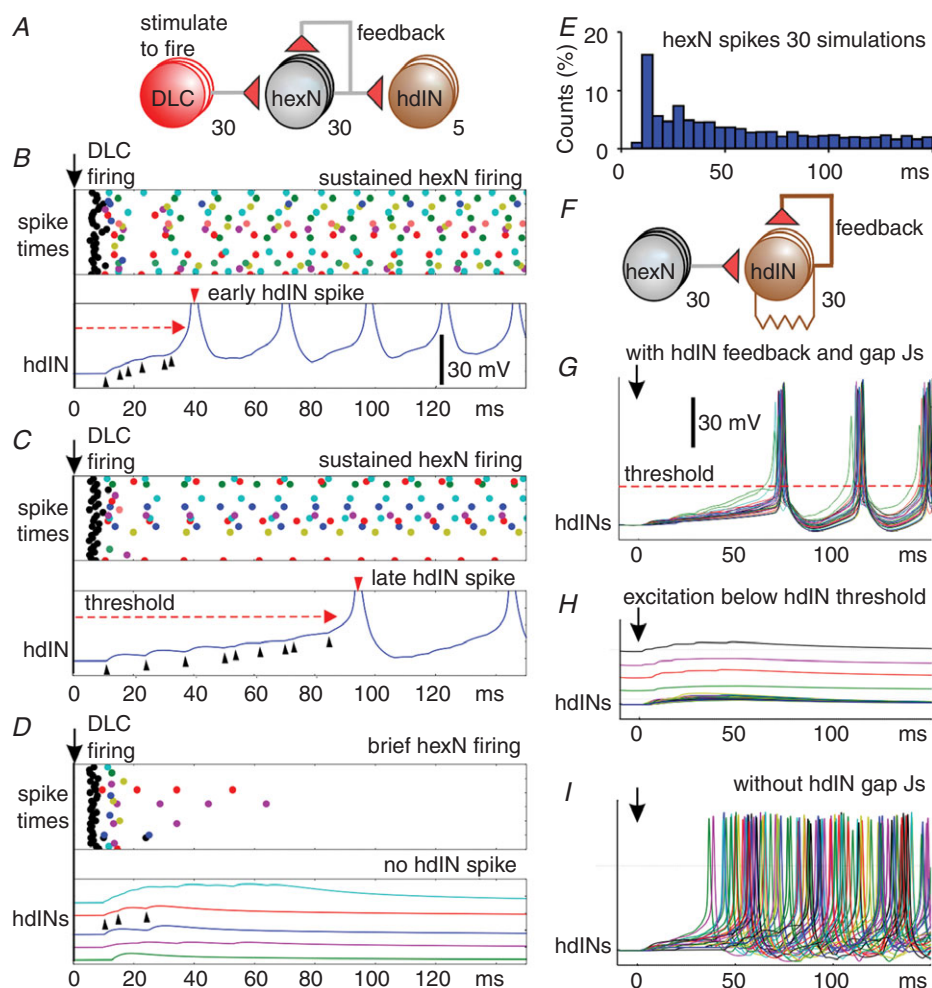 A
stimulate
to fire
feedback
DLC
hexN
hdIN
30
30
5
B
DLC
firing
sustained hexN firing
spike
times
early hdIN spike
hdIN
30 mV
0 20 40 60 80 100 120 ms
C
DLC
firing
sustained hexN firing
spike
times
late hdIN spike
threshold
hdIN
0 20 40 60 80 100 120 ms
D
DLC
firing
brief hexN firing
spike
times
no hdIN spike
hdINs
0 20 40 60 80 100 120 ms
E
hexN spikes 30 simulations
Counts (%)
20
10
0
0 50 100 ms
F
feedback
hexN
hdIN
30
30
G
with hdIN feedback and gap Js
30 mV
threshold
hdINs
0 50 100 ms
H
excitation below hdIN threshold
hdINs
0 50 100 ms
I
without hdIN gap Js
hdINs
0 50 100 ms